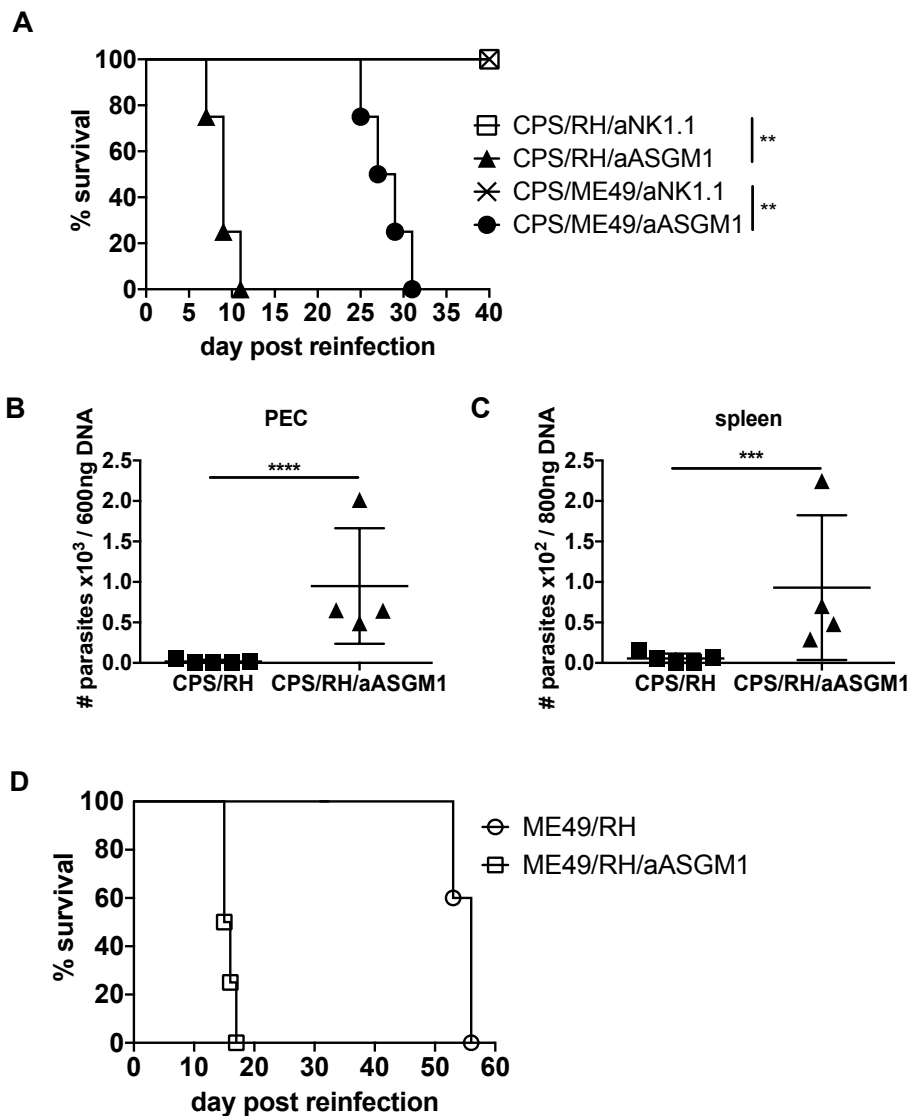 A
100
80
60
40
20
0
% survival
0 5 10 15 20 25 30 35 40
day post reinfection
CPS/RH/aNK1.1
CPS/RH/aASGM1
CPS/ME49/aNK1.1
CPS/ME49/aASGM1
**
**
B
PEC
# parasites x10³ / 600ng DNA
2.5
2.0
1.5
1.0
0.5
0.0
****
CPS/RH CPS/RH/aASGM1
C
spleen
# parasites x10² / 800ng DNA
2.5
2.0
1.5
1.0
0.5
0.0
***
CPS/RH CPS/RH/aASGM1
D
100
80
60
40
20
0
% survival
0 10 20 30 40 50 60
day post reinfection
ME49/RH
ME49/RH/aASGM1